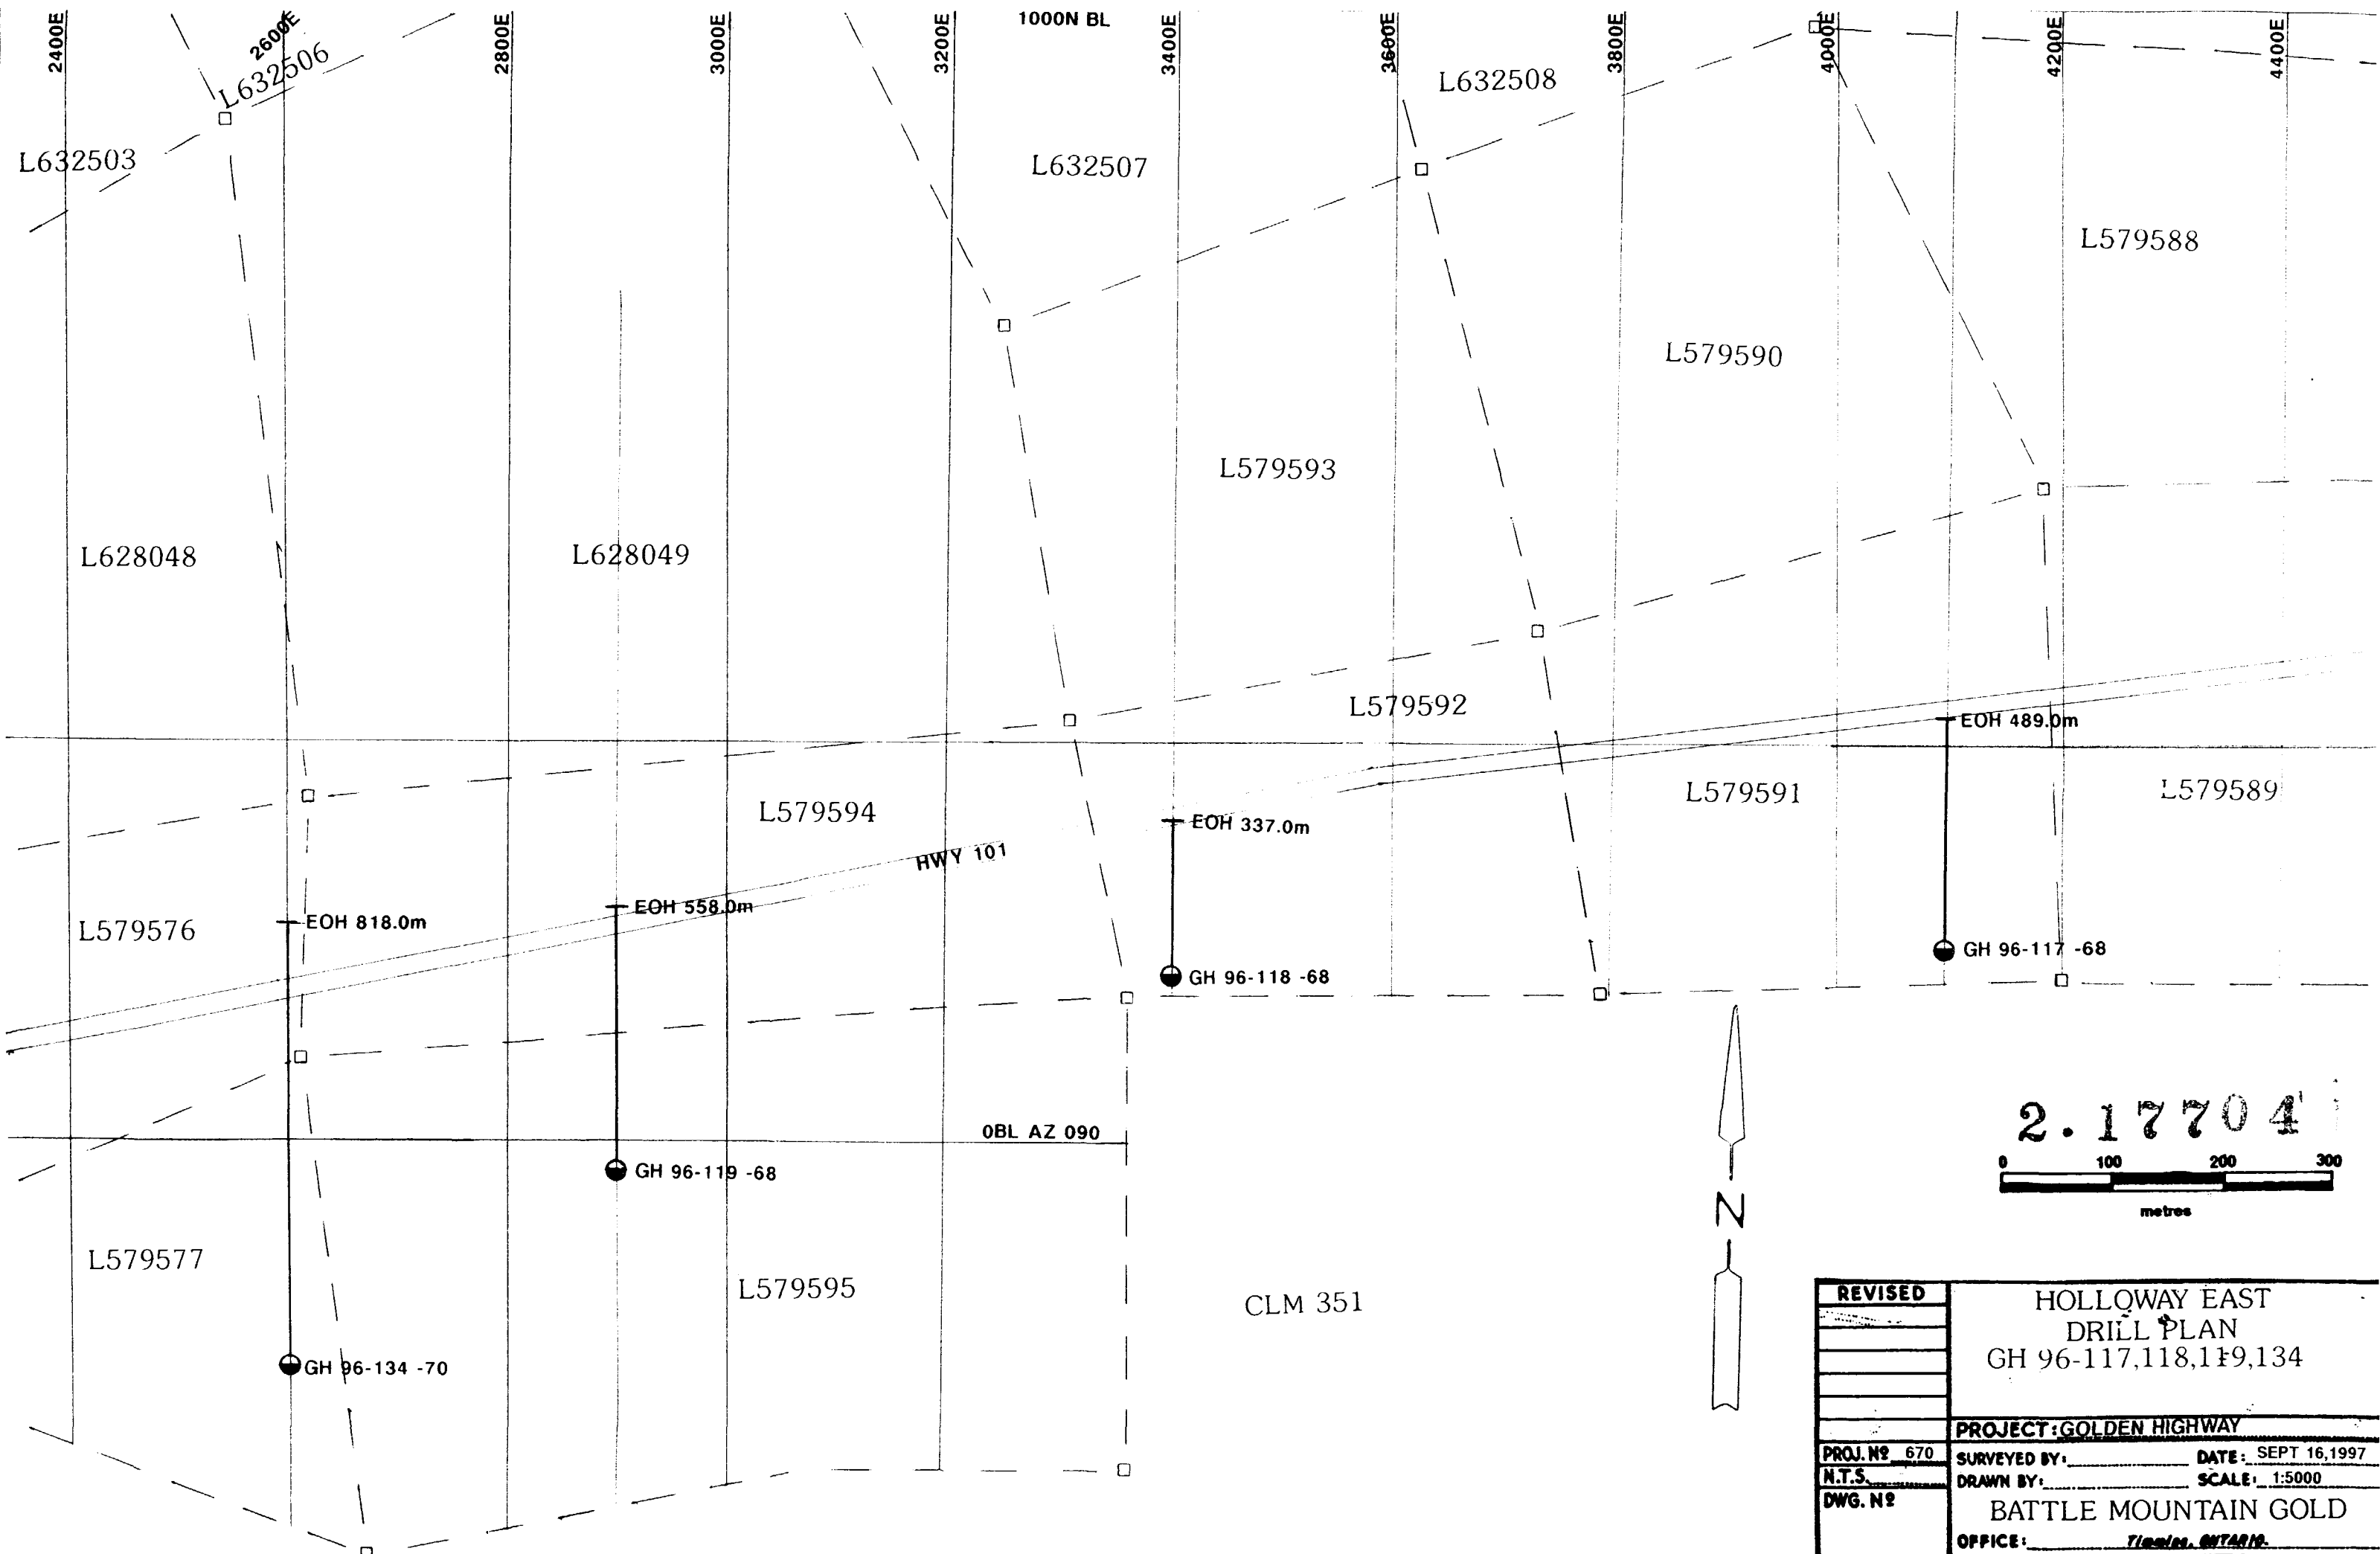 2400E
2600E
2800E
3000E
3200E
1000N BL
3400E
3600E
3800E
4000E
4200E
4400E
L632506
L632508
L632503
L632507
L579588
L579590
L579593
L628048
L628049
L579592
EOH 489.0m
L579594
L579591
L579589
EOH 337.0m
HWY 101
L579576
EOH 818.0m
EOH 558.0m
GH 96-118 -68
GH 96-117 -68
0BL AZ 090
GH 96-119 -68
2.17704
0 100 200 300
metres
N
L579577
L579595
CLM 351
GH 96-134 -70
REVISED
HOLLOWAY EAST
DRILL PLAN
GH 96-117,118,119,134
PROJECT: GOLDEN HIGHWAY
PROJ. Nº 670
SURVEYED BY:
DATE: SEPT 16,1997
N.T.S.
DRAWN BY:
SCALE: 1:5000
DWG. Nº
BATTLE MOUNTAIN GOLD
OFFICE: Timmins, ONTARIO.